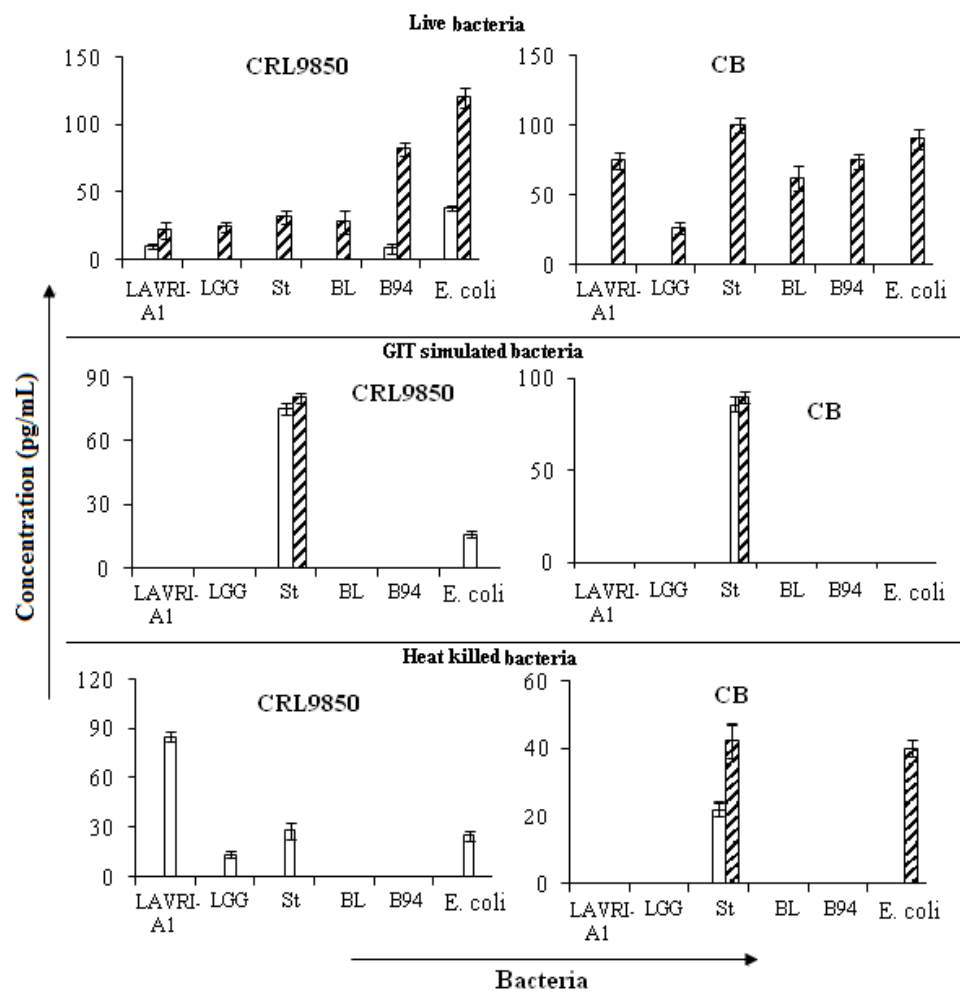 Live bacteria
CRL9850
CB
150
100
50
0
150
100
50
0
LAVRI-A1 LGG St BL B94 E. coli
LAVRI-A1 LGG St BL B94 E. coli
GIT simulated bacteria
CRL9850
CB
90
60
30
0
100
50
0
LAVRI-A1 LGG St BL B94 E. coli
LAVRI-A1 LGG St BL B94 E. coli
Heat killed bacteria
CRL9850
CB
120
90
60
30
0
60
40
20
0
LAVRI-A1 LGG St BL B94 E. coli
LAVRI-A1 LGG St BL B94 E. coli
Concentration (pg/mL)
Bacteria